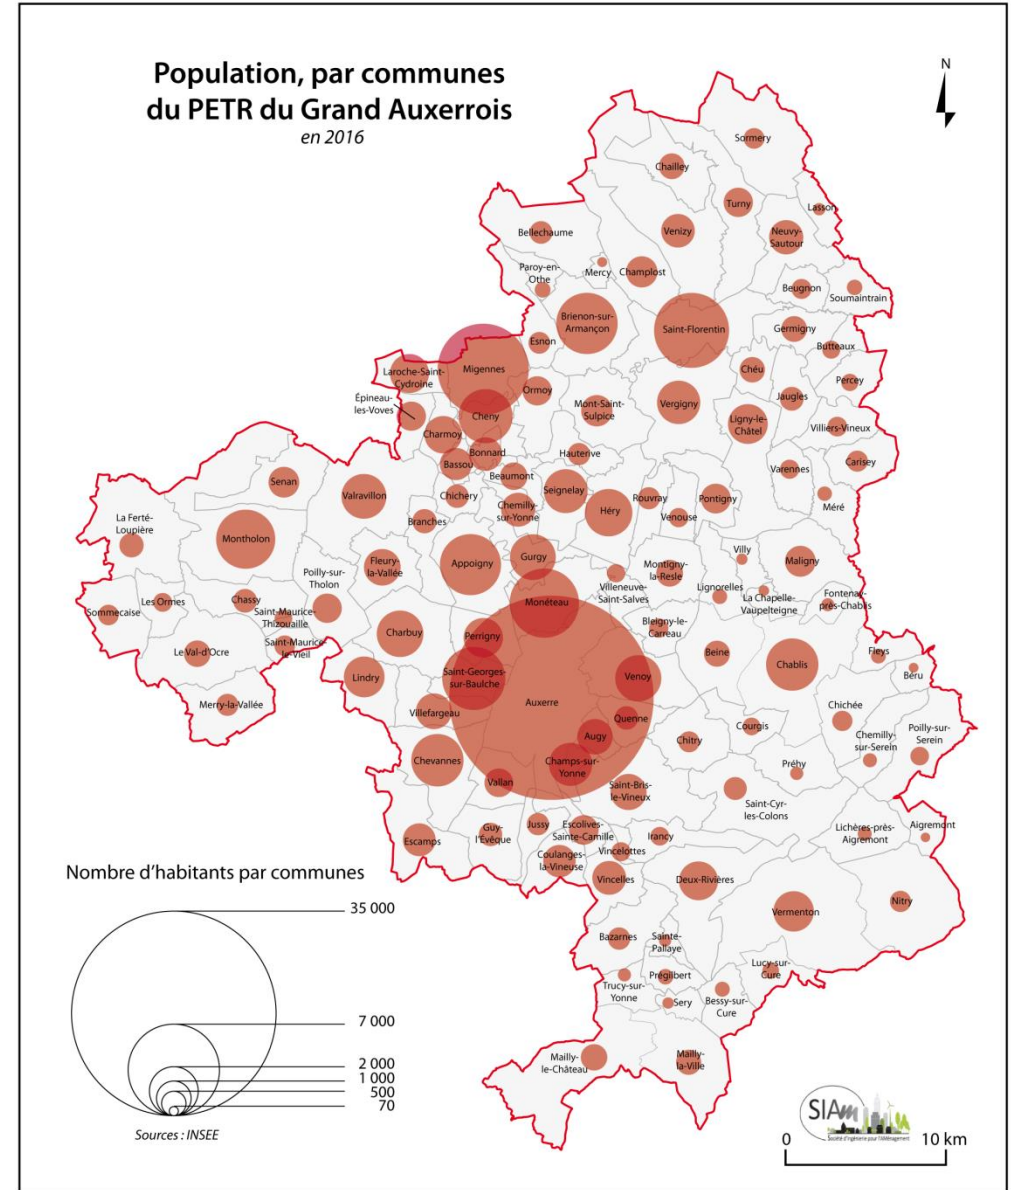 Population, par communes
du PETR du Grand Auxerrois
en 2016
N
Sormery
Chailley
Turny
Lasson
Bellechaume
Venizy
Neuvy-
Sautour
Paroy-en-
Othe
Mercy
Champlost
Beugnon
Soumaintrain
Brienon-sur-
Armançon
Saint-Florentin
Germigny
Esnon
Butteaux
Laroche-Saint-
Cydroine
Migennes
Chéu
Percey
Épineau-
les-Voves
Ormoy
Jaugles
Mont-Saint-
Sulpice
Vergigny
Cheny
Ligny-le-
Châtel
Villiers-Vineux
Charmoy
Bonnard
Hauterive
Bassou
Carisey
Varennes
Beaumont
Senan
Valravillon
Chichery
Seignelay
Rouvray
Pontigny
Méré
Chemilly-
sur-Yonne
Héry
Venouse
La Ferté-
Loupière
Branches
Montholon
Villy
Gurgy
Fleury-
la-Vallée
Appoigny
Maligny
Poilly-sur-
Tholon
Montigny-
la-Resle
Villeneuve-
Saint-Salves
Lignorelles
La Chapelle-
Vaupelteigne
Fontenay-
près-Chablis
Les Ormes
Chassy
Monéteau
Sommecaise
Saint-Maurice-
Thizouaille
Bleigny-le-
Carreau
Charbuy
Perrigny
Saint-Maurice-
le-Vieil
Le Val-d'Ocre
Beine
Fleys
Chablis
Béru
Saint-Georges-
sur-Baulche
Lindry
Venoy
Merry-la-Vallée
Auxerre
Chichée
Villefargeau
Quenne
Courgis
Poilly-sur-
Serein
Augy
Chitry
Chemilly-
sur-Serein
Chevannes
Champs-sur-
Yonne
Préhy
Vallan
Saint-Bris-
le-Vineux
Saint-Cyr-
les-Colons
Jussy
Escolives-
Sainte-Camille
Guy-
l'Evêque
Irancy
Lichères-près-
Aigremont
Aigremont
Escamps
Vincelottes
Coulanges-
la-Vineuse
Vincelles
Deux-Rivières
Nitry
Vermenton
Bazarnes
Sainte-
Pallaye
Lucy-sur-
Cure
Prégilbert
Trucy-sur-
Yonne
Sery
Bessy-sur-
Cure
Mailly-
le-Château
Mailly-
la-Ville
Nombre d'habitants par communes
35 000
7 000
2 000
1 000
500
70
Sources : INSEE
SIAm
Société d'Ingénierie pour l'Aménagement
0 10 km